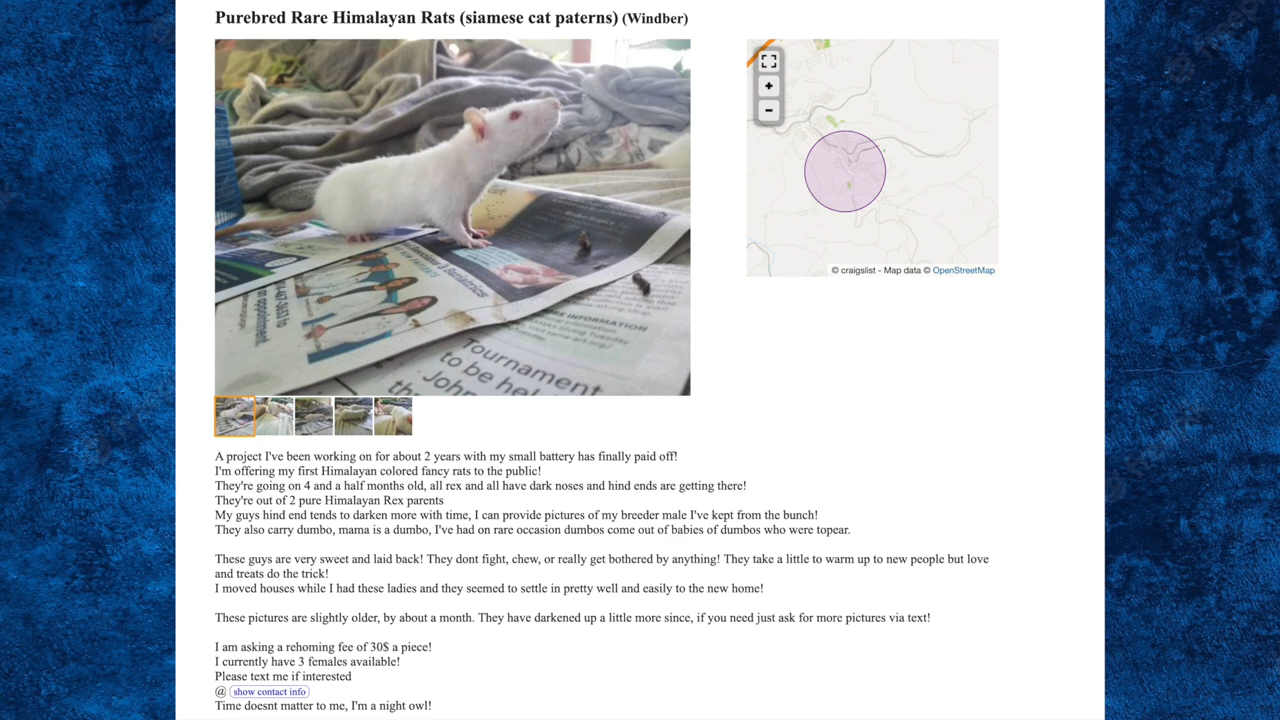 Purebred Rare Himalayan Rats (siamese cat paterns) (Windber)
+
-
© craigslist - Map data © OpenStreetMap
MORE INFORMATION
Tournament
to be hel
John
A project I've been working on for about 2 years with my small battery has finally paid off!
I'm offering my first Himalayan colored fancy rats to the public!
They're going on 4 and a half months old, all rex and all have dark noses and hind ends are getting there!
They're out of 2 pure Himalayan Rex parents
My guys hind end tends to darken more with time, I can provide pictures of my breeder male I've kept from the bunch!
They also carry dumbo, mama is a dumbo, I've had on rare occasion dumbos come out of babies of dumbos who were topear.
These guys are very sweet and laid back! They dont fight, chew, or really get bothered by anything! They take a little to warm up to new people but love
and treats do the trick!
I moved houses while I had these ladies and they seemed to settle in pretty well and easily to the new home!
These pictures are slightly older, by about a month. They have darkened up a little more since, if you need just ask for more pictures via text!
I am asking a rehoming fee of 30$ a piece!
I currently have 3 females available!
Please text me if interested
@ show contact info
Time doesnt matter to me, I'm a night owl!